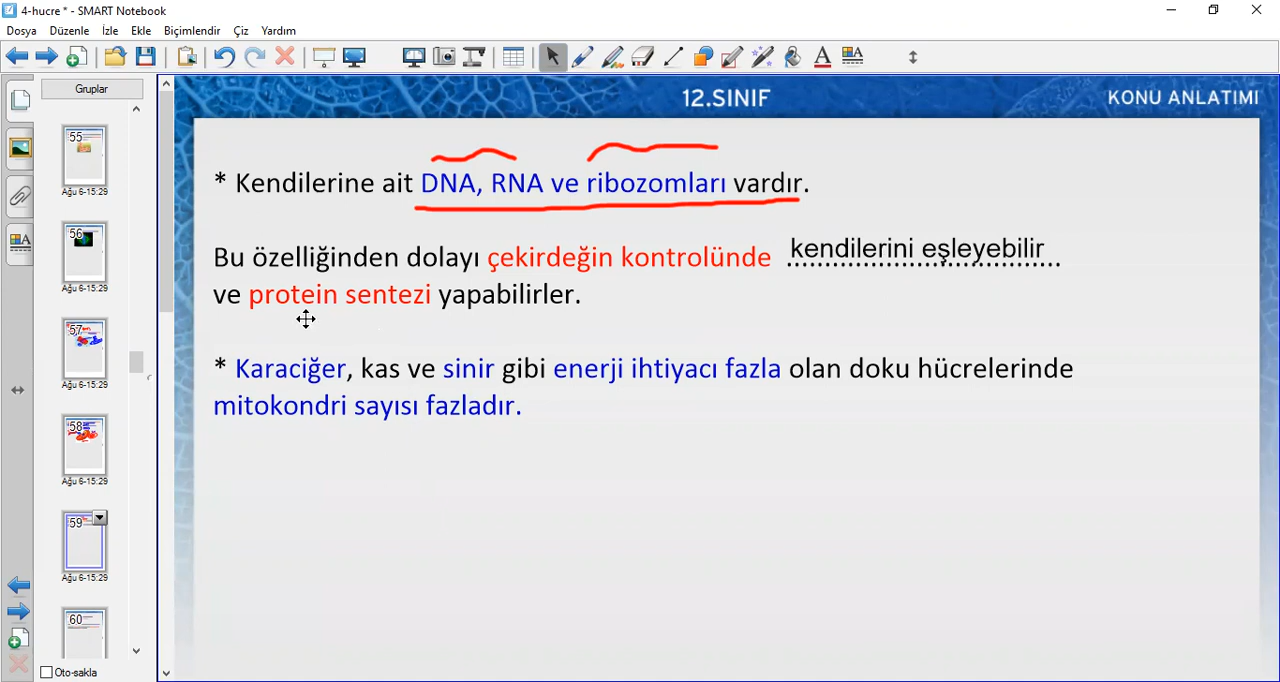 4-hucre * - SMART Notebook
Dosya Düzenle İzle Ekle Biçimlendir Çiz Yardım
Gruplar
55
Ağu 6-15:29
56
Ağu 6-15:29
57
Ağu 6-15:29
58
Ağu 6-15:29
59
Ağu 6-15:29
60
Oto-sakla
12.SINIF
KONU ANLATIMI
* Kendilerine ait DNA, RNA ve ribozomları vardır.
Bu özelliğinden dolayı çekirdeğin kontrolünde kendilerini eşleyebilir
ve protein sentezi yapabilirler.
* Karaciğer, kas ve sinir gibi enerji ihtiyacı fazla olan doku hücrelerinde
mitokondri sayısı fazladır.